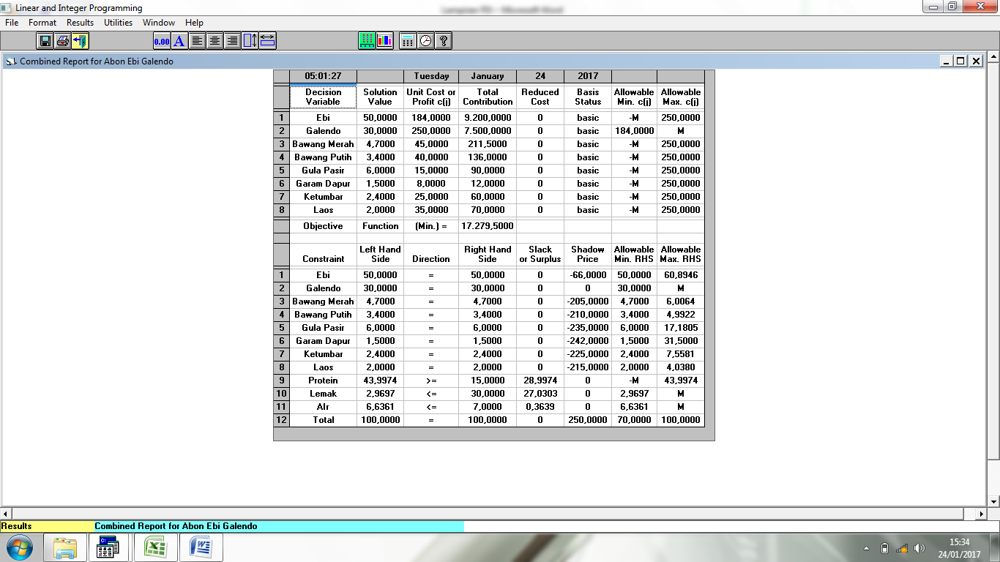 Linear and Integer Programming
File Format Results Utilities Window Help
0.00 A
Combined Report for Abon Ebi Galendo
05:01:27 Tuesday January 24 2017
Decision Solution Unit Cost or Total Reduced Basis Allowable Allowable
Variable Value Profit c(j) Contribution Cost Status Min. c(j) Max. c(j)
1 Ebi 50,0000 184,0000 9.200,0000 0 basic -M 250,0000
2 Galendo 30,0000 250,0000 7.500,0000 0 basic 184,0000 M
3 Bawang Merah 4,7000 45,0000 211,5000 0 basic -M 250,0000
4 Bawang Putih 3,4000 40,0000 136,0000 0 basic -M 250,0000
5 Gula Pasir 6,0000 15,0000 90,0000 0 basic -M 250,0000
6 Garam Dapur 1,5000 8,0000 12,0000 0 basic -M 250,0000
7 Ketumbar 2,4000 25,0000 60,0000 0 basic -M 250,0000
8 Laos 2,0000 35,0000 70,0000 0 basic -M 250,0000
Objective Function (Min.) = 17.279,5000
Left Hand Right Hand Slack Shadow Allowable Allowable
Constraint Side Direction Side or Surplus Price Min. RHS Max. RHS
1 Ebi 50,0000 = 50,0000 0 -66,0000 50,0000 60,8946
2 Galendo 30,0000 = 30,0000 0 0 30,0000 M
3 Bawang Merah 4,7000 = 4,7000 0 -205,0000 4,7000 6,0064
4 Bawang Putih 3,4000 = 3,4000 0 -210,0000 3,4000 4,9922
5 Gula Pasir 6,0000 = 6,0000 0 -235,0000 6,0000 17,1805
6 Garam Dapur 1,5000 = 1,5000 0 -242,0000 1,5000 31,5000
7 Ketumbar 2,4000 = 2,4000 0 -225,0000 2,4000 7,5581
8 Laos 2,0000 = 2,0000 0 -215,0000 2,0000 4,0380
9 Protein 43,9974 >= 15,0000 28,9974 0 -M 43,9974
10 Lemak 2,9697 <= 30,0000 27,0303 0 2,9697 M
11 AIr 6,6361 <= 7,0000 0,3639 0 6,6361 M
12 Total 100,0000 = 100,0000 0 250,0000 70,0000 100,0000
Results Combined Report for Abon Ebi Galendo
15:34
24/01/2017